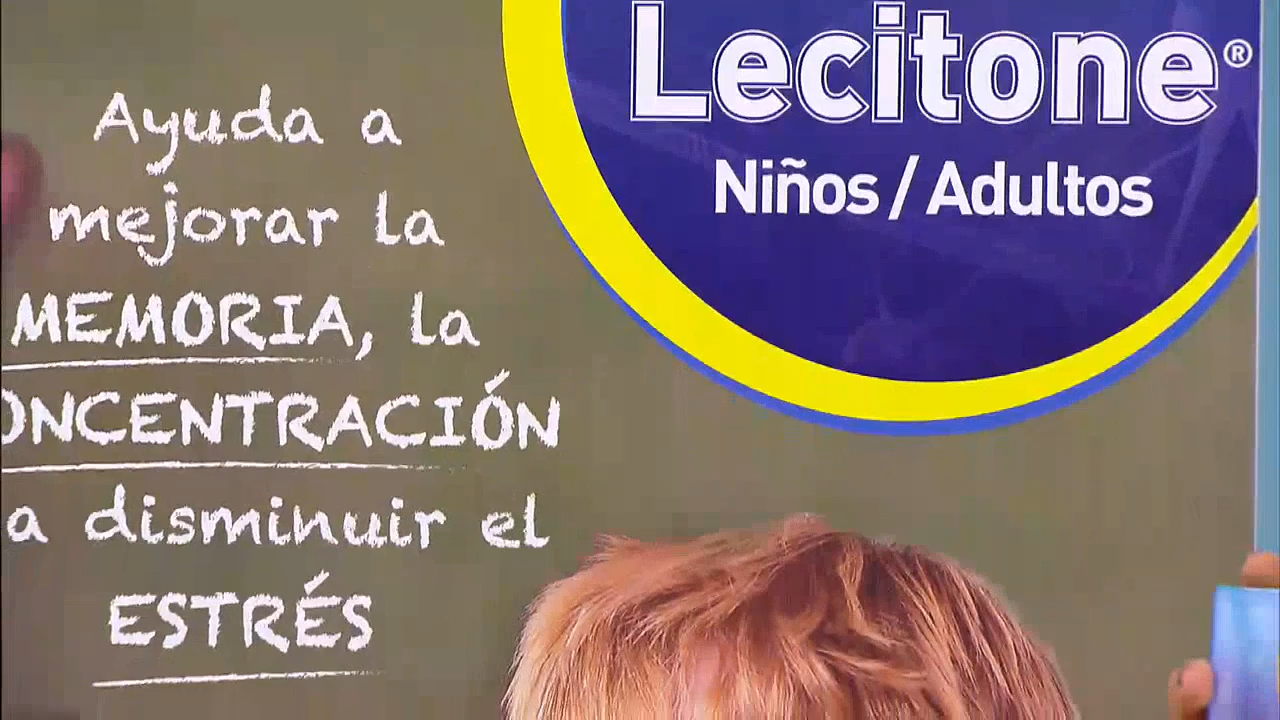 Ayuda a
mejorar la
MEMORIA, la
ONCENTRACIÓN
a disminuir el
ESTRÉS
Lecitone®
Niños / Adultos